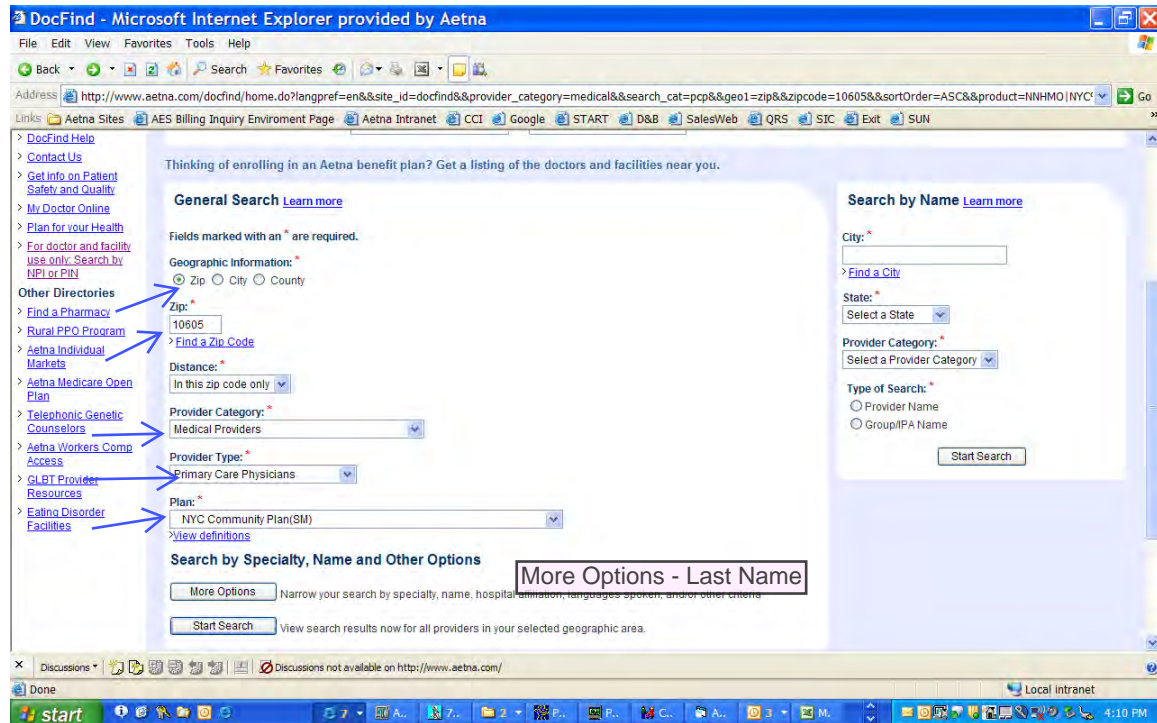 DocFind - Microsoft Internet Explorer provided by Aetna
File Edit View Favorites Tools Help
Back Search Favorites
Address http://www.aetna.com/docfind/home.do?langpref=en&&site_id=docfind&&provider_category=medical&&search_cat=pcp&&geo1=zip&&zipcode=10605&&sortOrder=ASC&&product=NNHMO|NYC Go
Links Aetna Sites AES Billing Inquiry Enviroment Page Aetna Intranet CCI Google START D&B SalesWeb QRS SIC Exit SUN
> DocFind Help
> Contact Us
> Get info on Patient
Safety and Quality
> My Doctor Online
> Plan for your Health
> For doctor and facility
use only: Search by
NPI or PIN
Other Directories
> Find a Pharmacy
> Rural PPO Program
> Aetna Individual
Markets
> Aetna Medicare Open
Plan
> Telephonic Genetic
Counselors
> Aetna Workers Comp
Access
> GLBT Provider
Resources
> Eating Disorder
Facilities
Thinking of enrolling in an Aetna benefit plan? Get a listing of the doctors and facilities near you.
General Search Learn more
Fields marked with an * are required.
Geographic Information: *
Zip City County
Zip: *
10605
> Find a Zip Code
Distance: *
In this zip code only
Provider Category: *
Medical Providers
Provider Type: *
Primary Care Physicians
Plan: *
NYC Community Plan(SM)
>View definitions
Search by Specialty, Name and Other Options
More Options - Last Name
More Options Narrow your search by specialty, name, hospital affiliation, languages spoken, and/or other criteria
Start Search View search results now for all providers in your selected geographic area.
Search by Name Learn more
City: *
> Find a City
State: *
Select a State
Provider Category: *
Select a Provider Category
Type of Search: *
Provider Name
Group/IPA Name
Start Search
Discussions Discussions not available on http://www.aetna.com/
Done Local intranet
start 7 A.. 7.. 2 P.. P.. C.. A.. 3 M. 4:10 PM